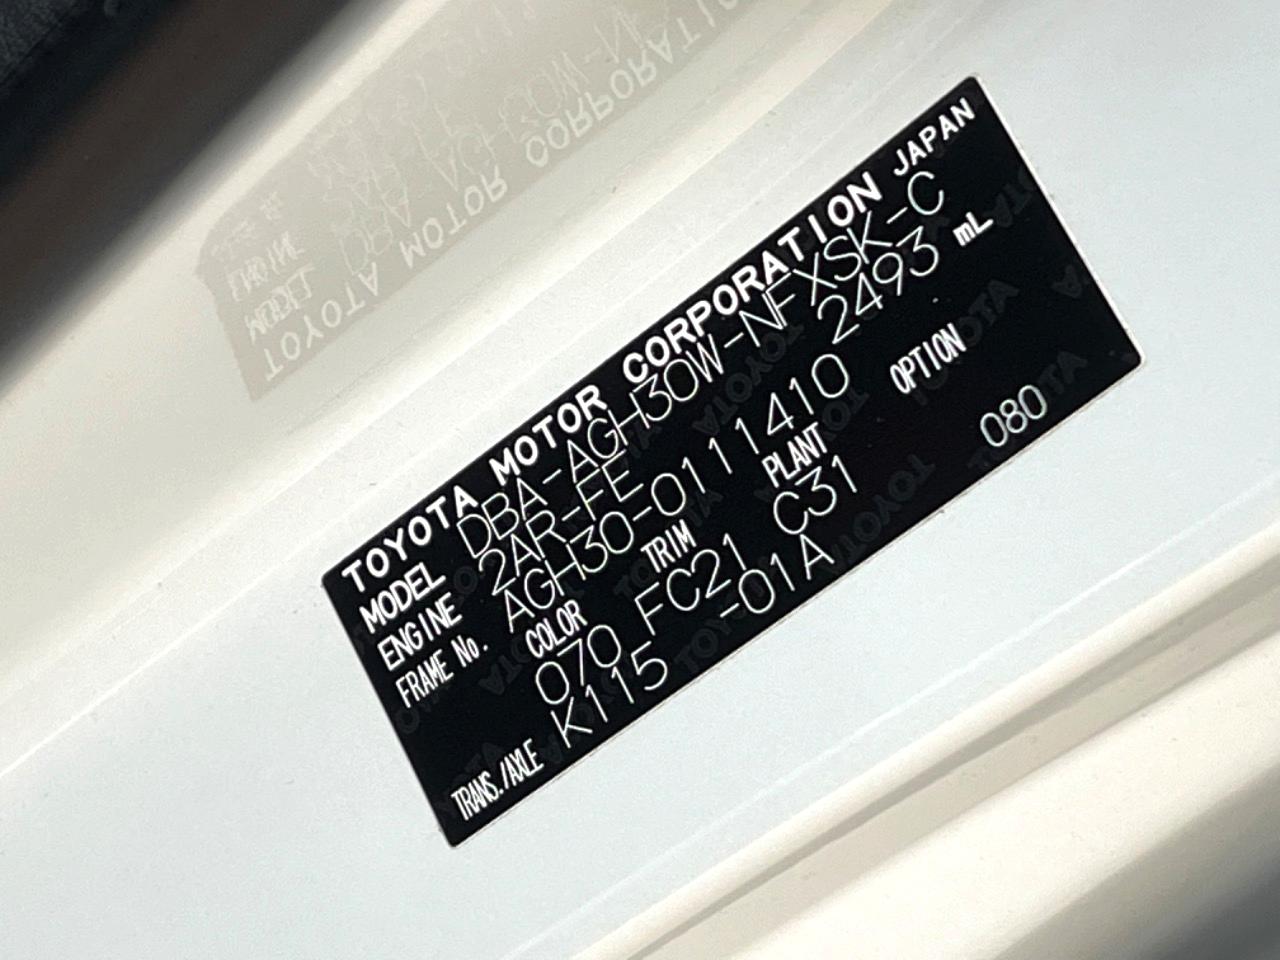 TOYOTA MOTOR CORPORATION JAPAN
MODEL DBA-AGH30W-NFXSK-C
ENGINE 2AR-FE 2493 mL
FRAME No. AGH30-0111410
COLOR TRIM PLANT OPTION
070 FC21 C31 080
TRANS./AXLE K115 -01A